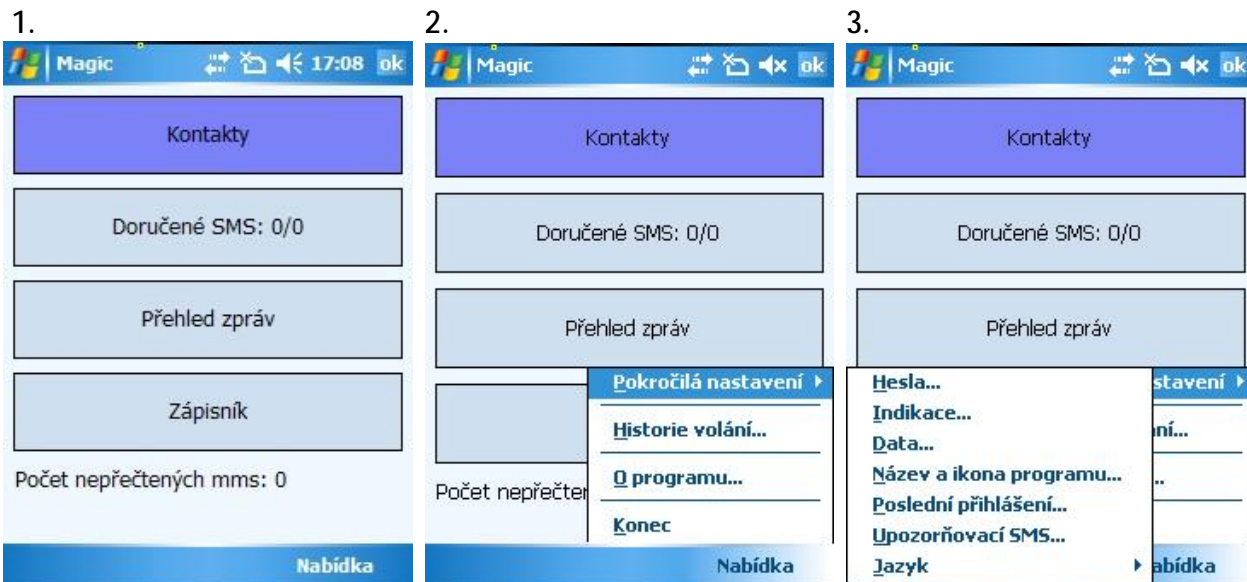 1.
Magic 17:08 ok
Kontakty
Doručené SMS: 0/0
Přehled zpráv
Zápisník
Počet nepřečtených mms: 0
Nabídka
2.
Magic ok
Kontakty
Doručené SMS: 0/0
Přehled zpráv
Pokročilá nastavení
Historie volání...
O programu...
Počet nepřečten
Konec
Nabídka
3.
Magic ok
Kontakty
Doručené SMS: 0/0
Přehled zpráv
Hesla... stavení
Indikace...
ní...
Data...
Název a ikona programu... ..
Poslední přihlášení...
Upozorňovací SMS...
Jazyk abídka